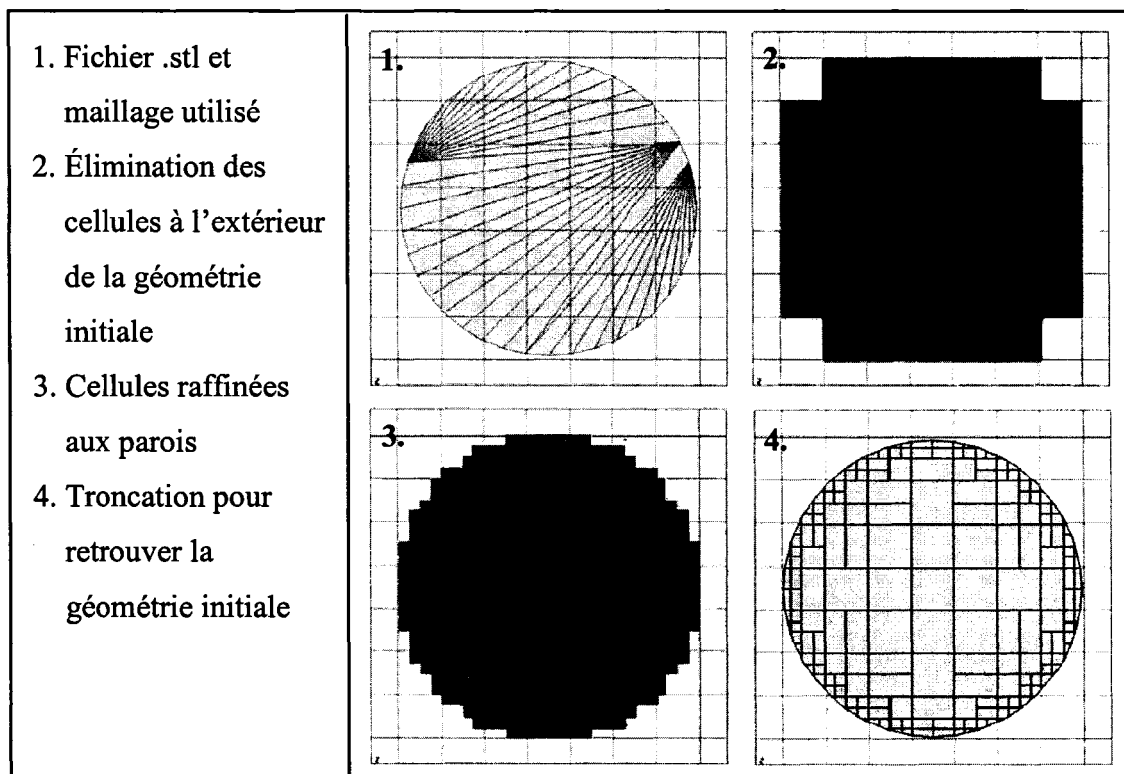 1. Fichier .stl et
maillage utilisé
2. Élimination des
cellules à l'extérieur
de la géométrie
initiale
3. Cellules raffinées
aux parois
4. Troncation pour
retrouver la
géométrie initiale
1.
2.
3.
4.